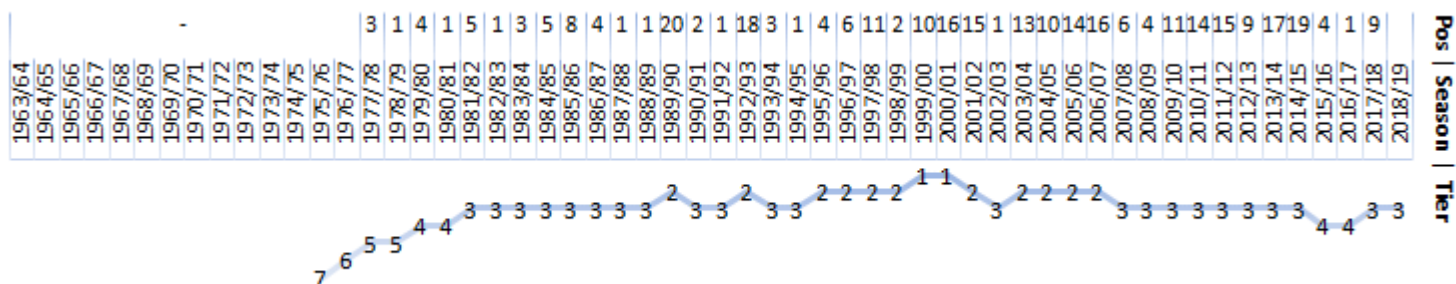 - 3 1 4 1 5 1 3 5 8 4 1 1 20 2 1 18 3 1 4 6 11 2 10 16 15 1 13 10 14 16 6 4 11 14 15 9 17 19 4 1 9
1963/64 1964/65 1965/66 1966/67 1967/68 1968/69 1969/70 1970/71 1971/72 1972/73 1973/74 1974/75 1975/76 1976/77 1977/78 1978/79 1979/80 1980/81 1981/82 1982/83 1983/84 1984/85 1985/86 1986/87 1987/88 1988/89 1989/90 1990/91 1991/92 1992/93 1993/94 1994/95 1995/96 1996/97 1997/98 1998/99 1999/00 2000/01 2001/02 2002/03 2003/04 2004/05 2005/06 2006/07 2007/08 2008/09 2009/10 2010/11 2011/12 2012/13 2013/14 2014/15 2015/16 2016/17 2017/18 2018/19
7 6 5 5 4 4 3 3 3 3 3 3 3 3 2 3 3 2 3 3 2 2 2 2 1 1 2 3 2 2 2 2 3 3 3 3 3 3 3 3 4 4 3 3
Pos | Season | Tier